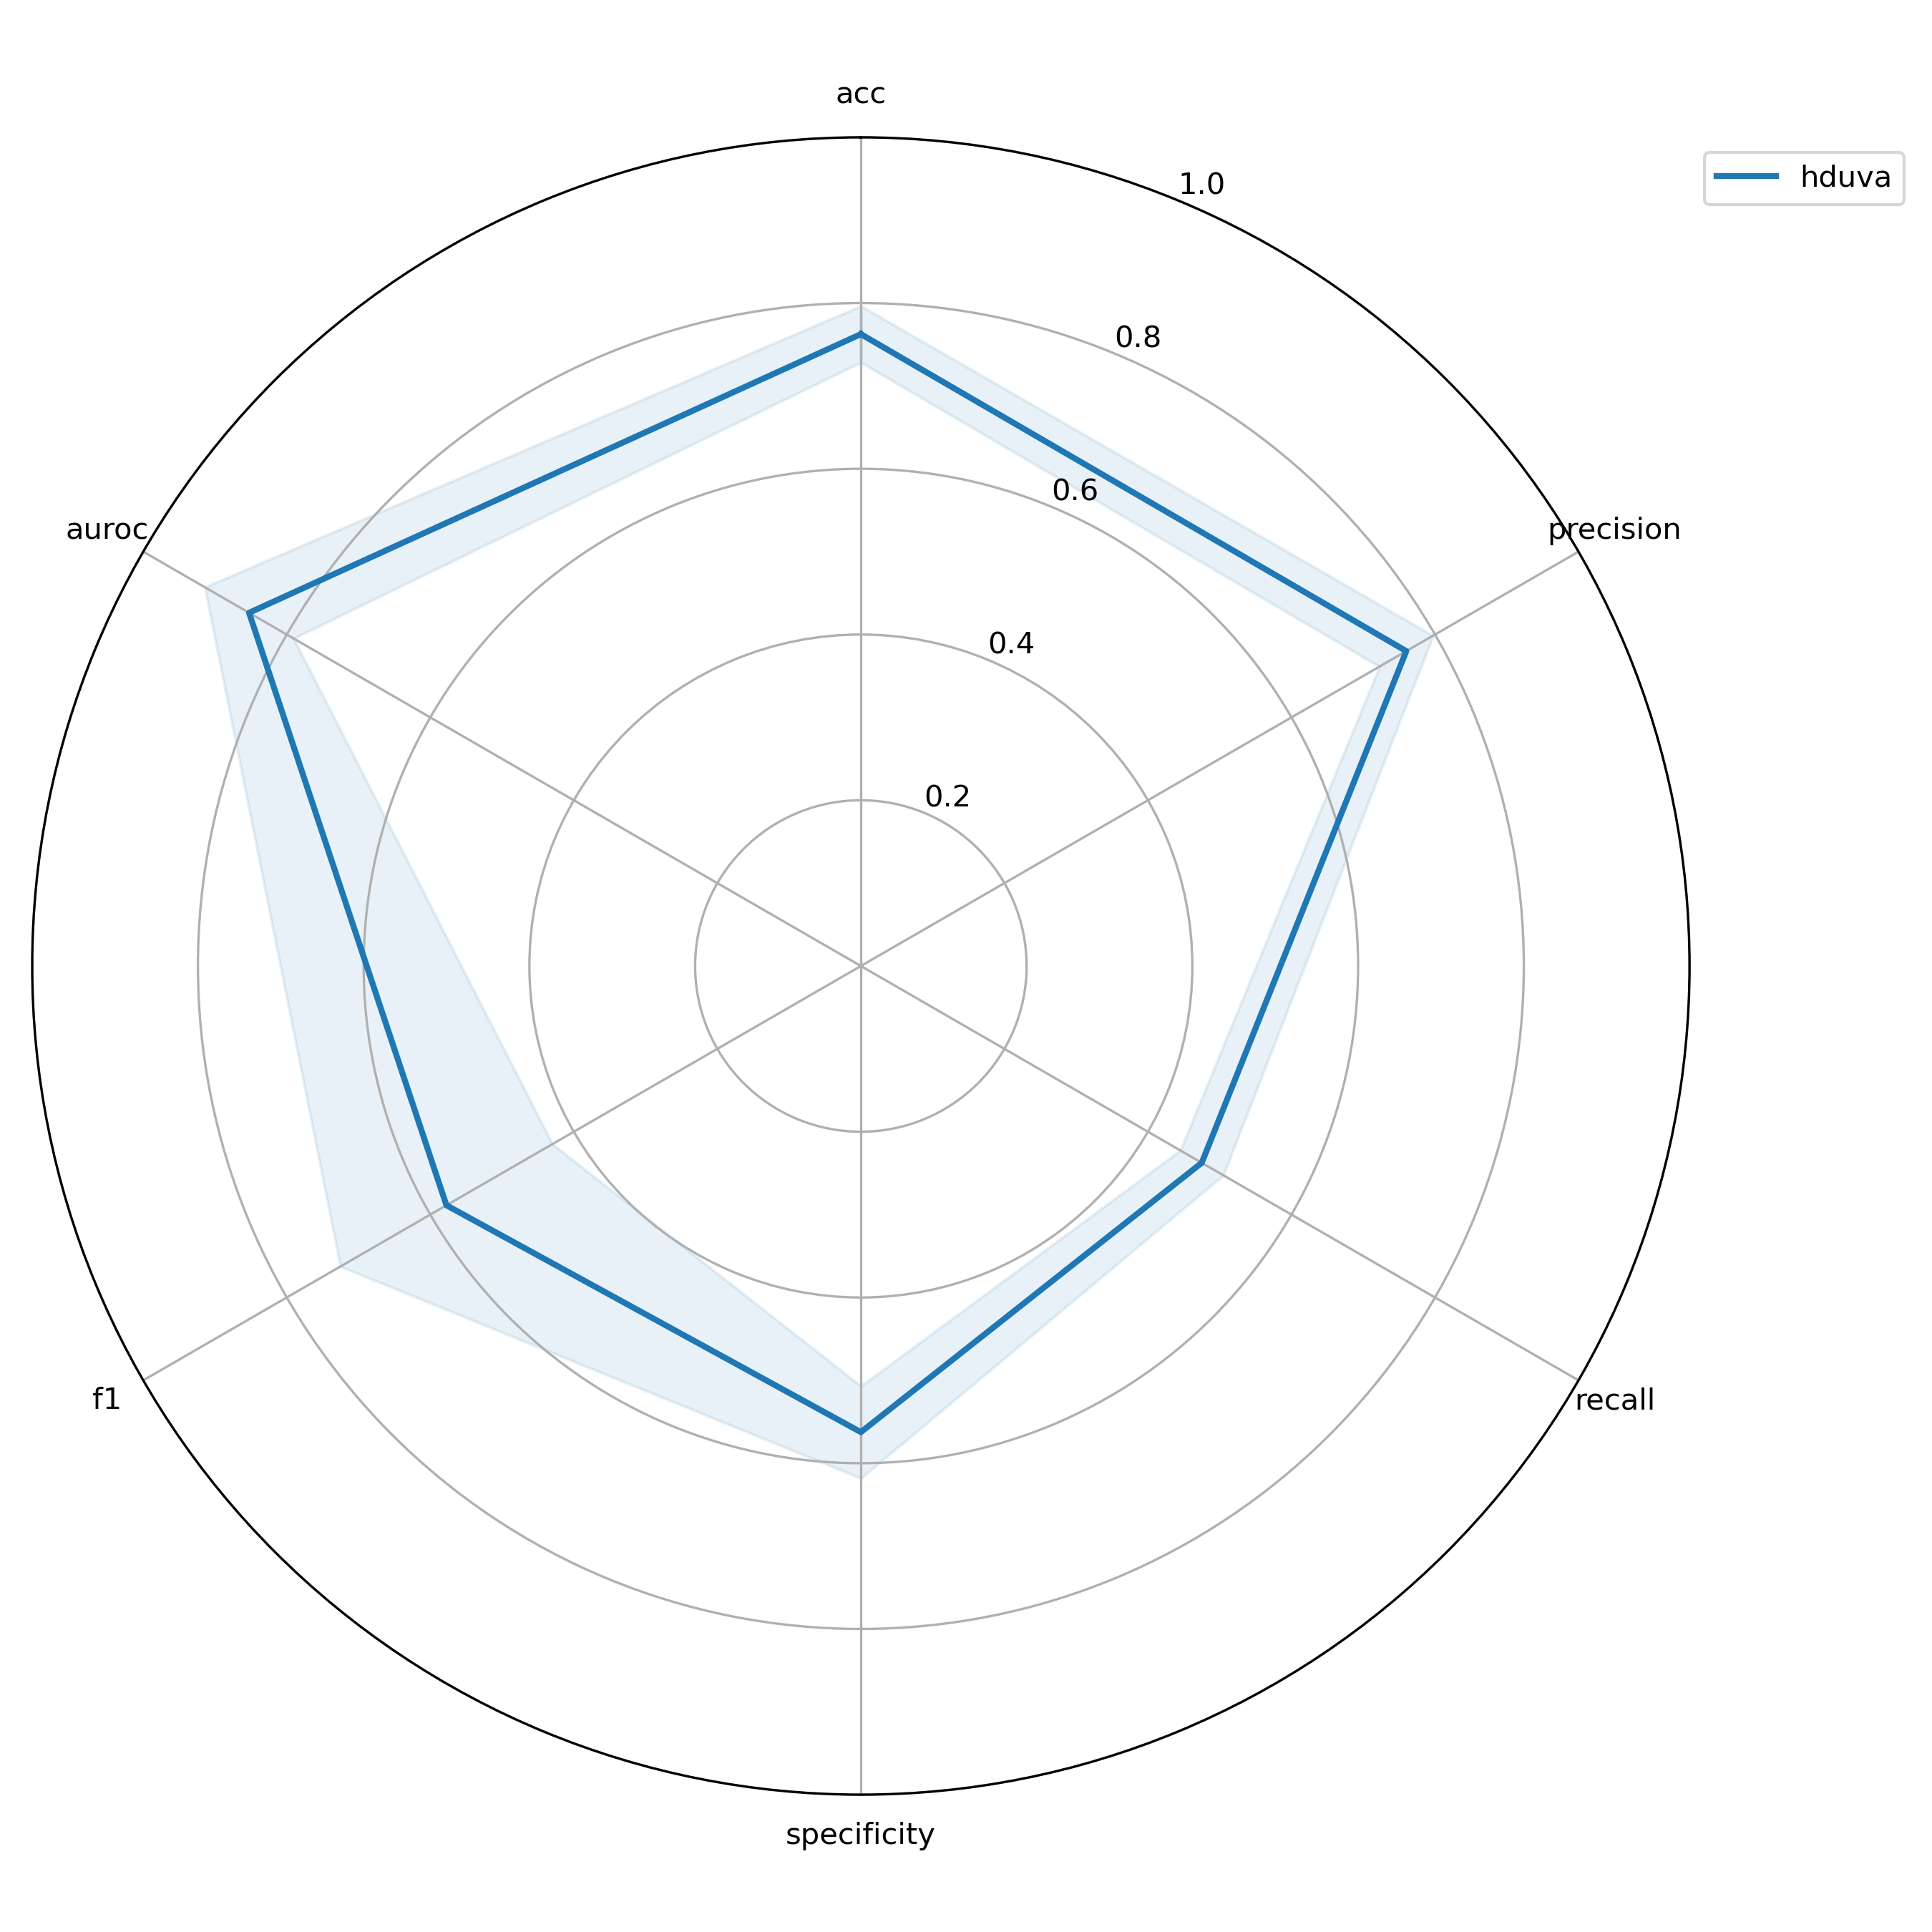 acc
1.0
hduva
0.8
0.6
auroc
precision
0.4
0.2
f1
recall
specificity